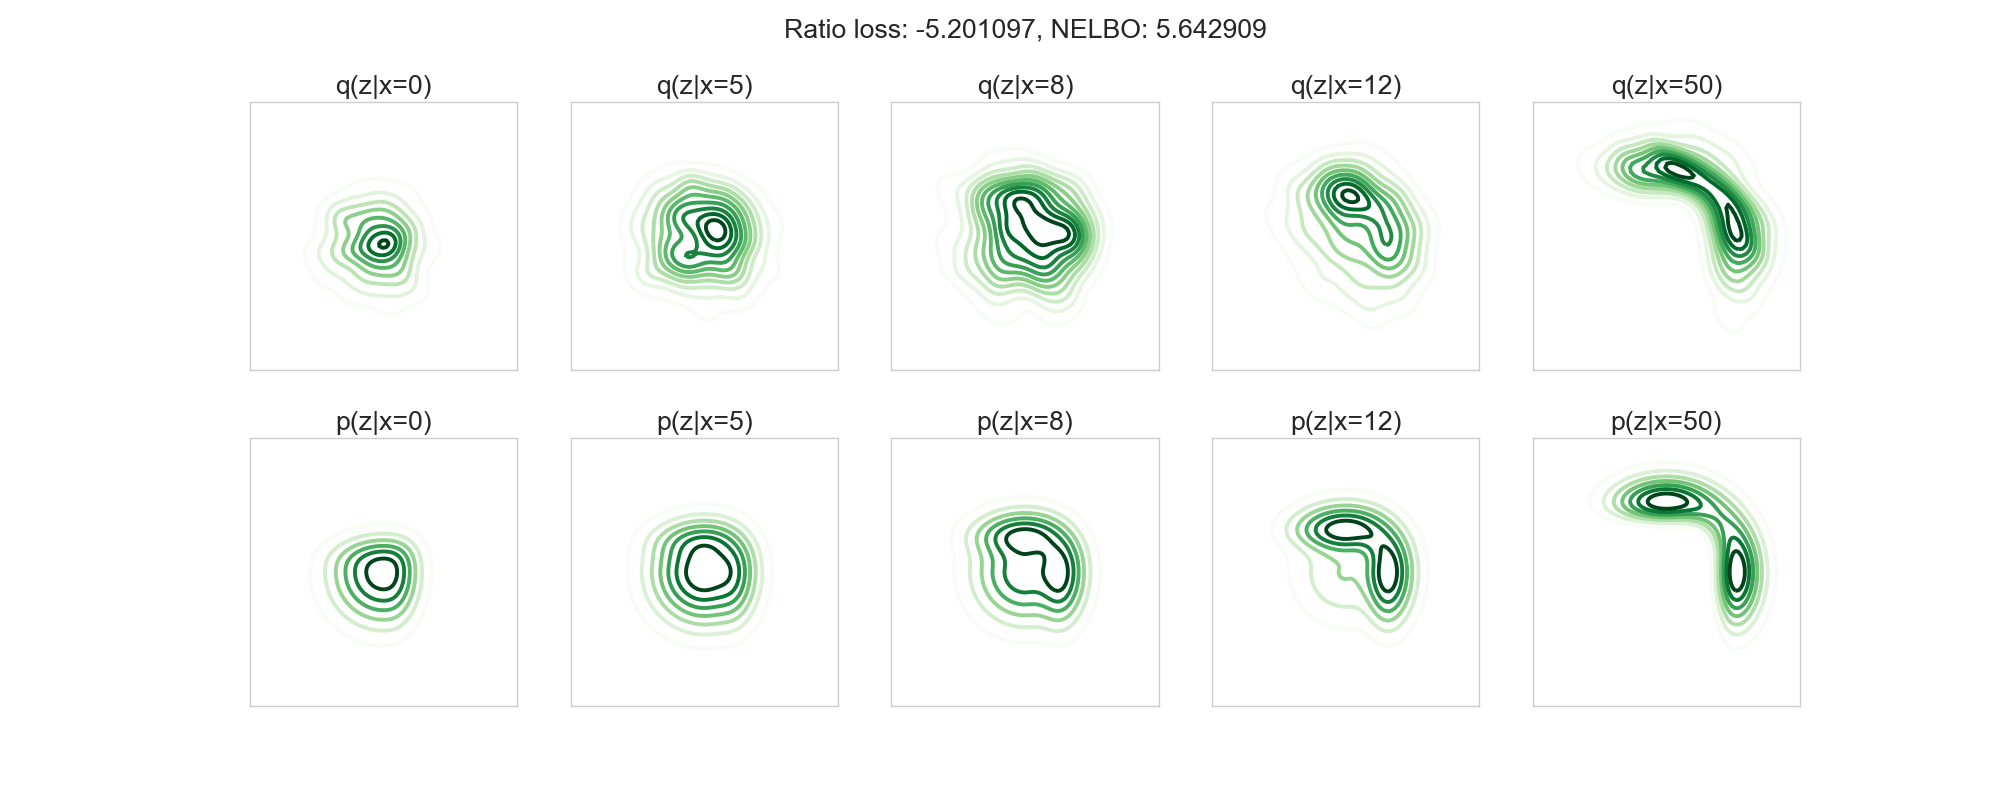 Ratio loss: -5.201097, NELBO: 5.642909
q(z|x=0) q(z|x=5) q(z|x=8) q(z|x=12) q(z|x=50)
p(z|x=0) p(z|x=5) p(z|x=8) p(z|x=12) p(z|x=50)